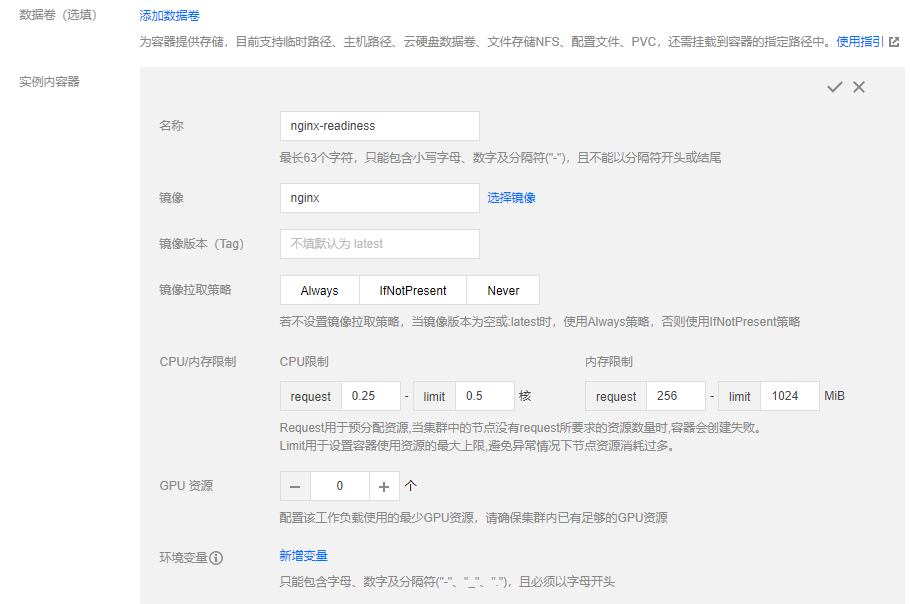 数据卷（选填）
添加数据卷
为容器提供存储，目前支持临时路径、主机路径、云硬盘数据卷、文件存储NFS、配置文件、PVC，还需挂载到容器的指定路径中。使用指引
实例内容器
名称
nginx-readiness
最长63个字符，只能包含小写字母、数字及分隔符("-")，且不能以分隔符开头或结尾
镜像
nginx
选择镜像
镜像版本（Tag）
不填默认为 latest
镜像拉取策略
Always
IfNotPresent
Never
若不设置镜像拉取策略，当镜像版本为空或:latest时，使用Always策略，否则使用IfNotPresent策略
CPU/内存限制
CPU限制
内存限制
request 0.25 - limit 0.5 核
request 256 - limit 1024 MiB
Request用于预分配资源,当集群中的节点没有request所要求的资源数量时,容器会创建失败。
Limit用于设置容器使用资源的最大上限,避免异常情况下节点资源消耗过多。
GPU 资源
0
个
配置该工作负载使用的最少GPU资源，请确保集群内已有足够的GPU资源
环境变量
新增变量
只能包含字母、数字及分隔符("-"、"_"、".")，且必须以字母开头